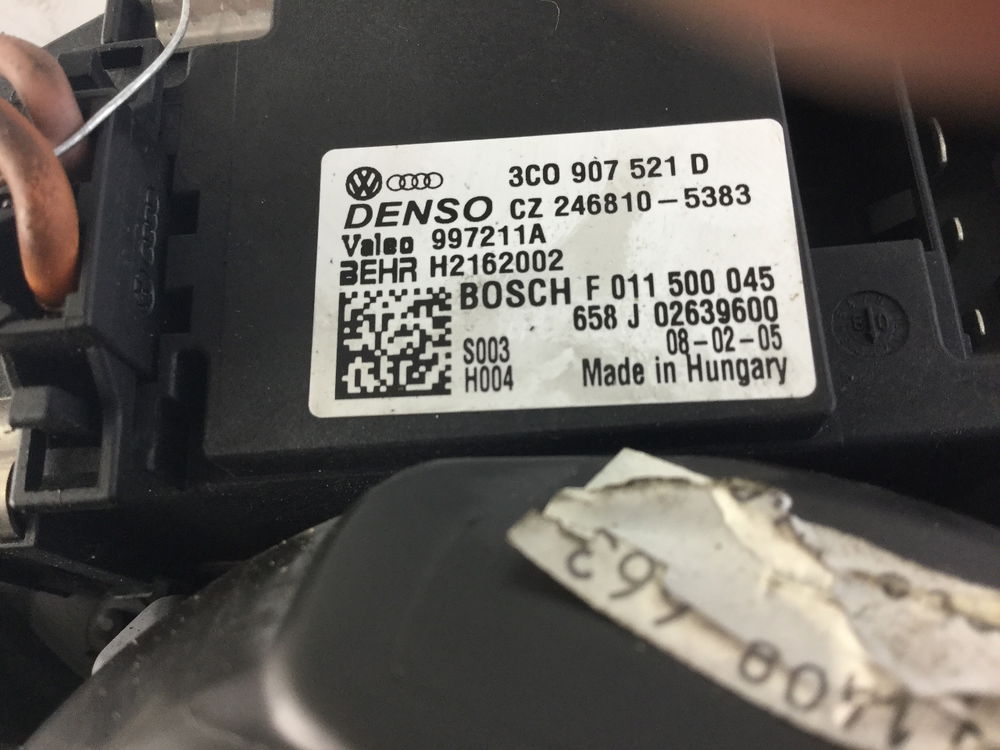 3C0 907 521 D
DENSO CZ 246810-5383
Valeo 997211A
BEHR H2162002
BOSCH F 011 500 045
658 J 02639600
08-02-05
S003
H004 Made in Hungary
63